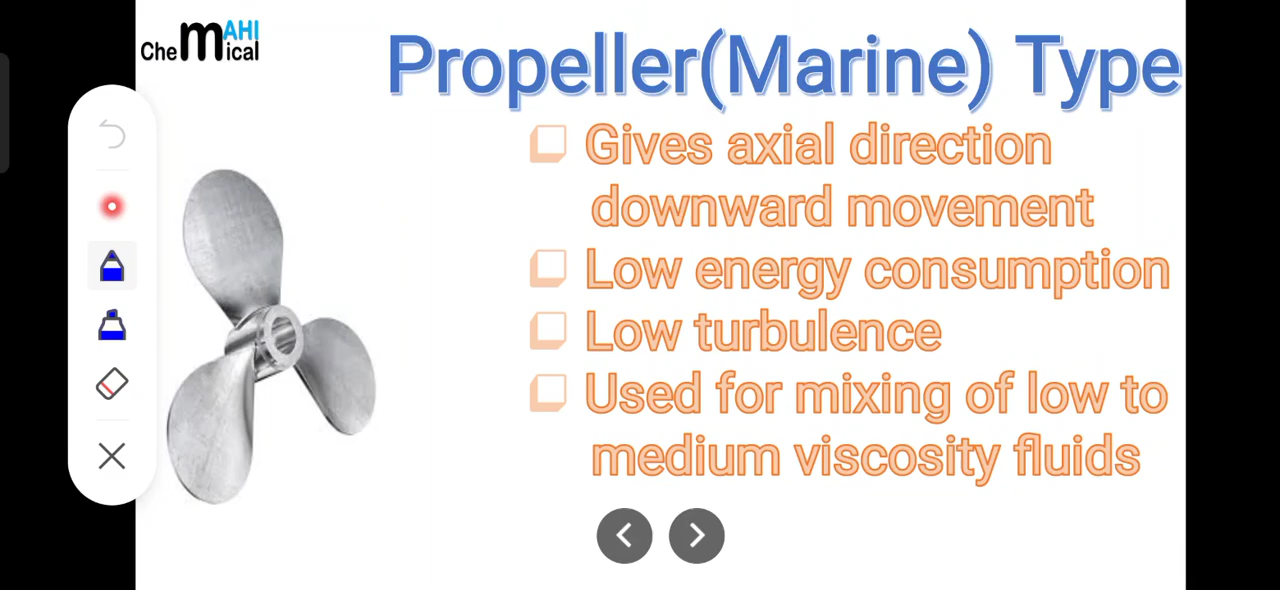 CheMAHIical
Propeller(Marine) Type
Gives axial direction
downward movement
Low energy consumption
Low turbulence
Used for mixing of low to
medium viscosity fluids